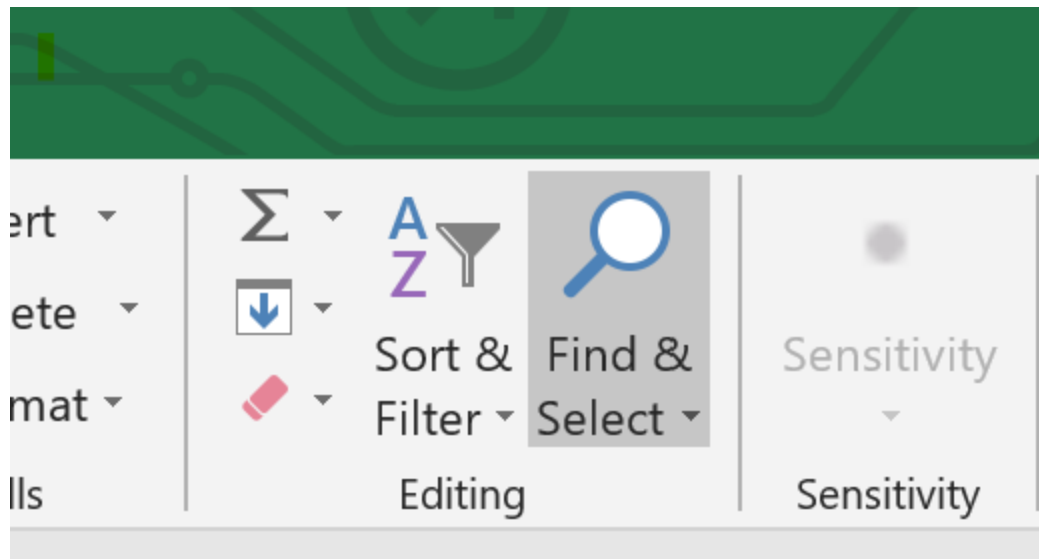 ert
ete
mat
lls
Σ
A
Z
Sort &
Filter
Find &
Select
Editing
Sensitivity
Sensitivity